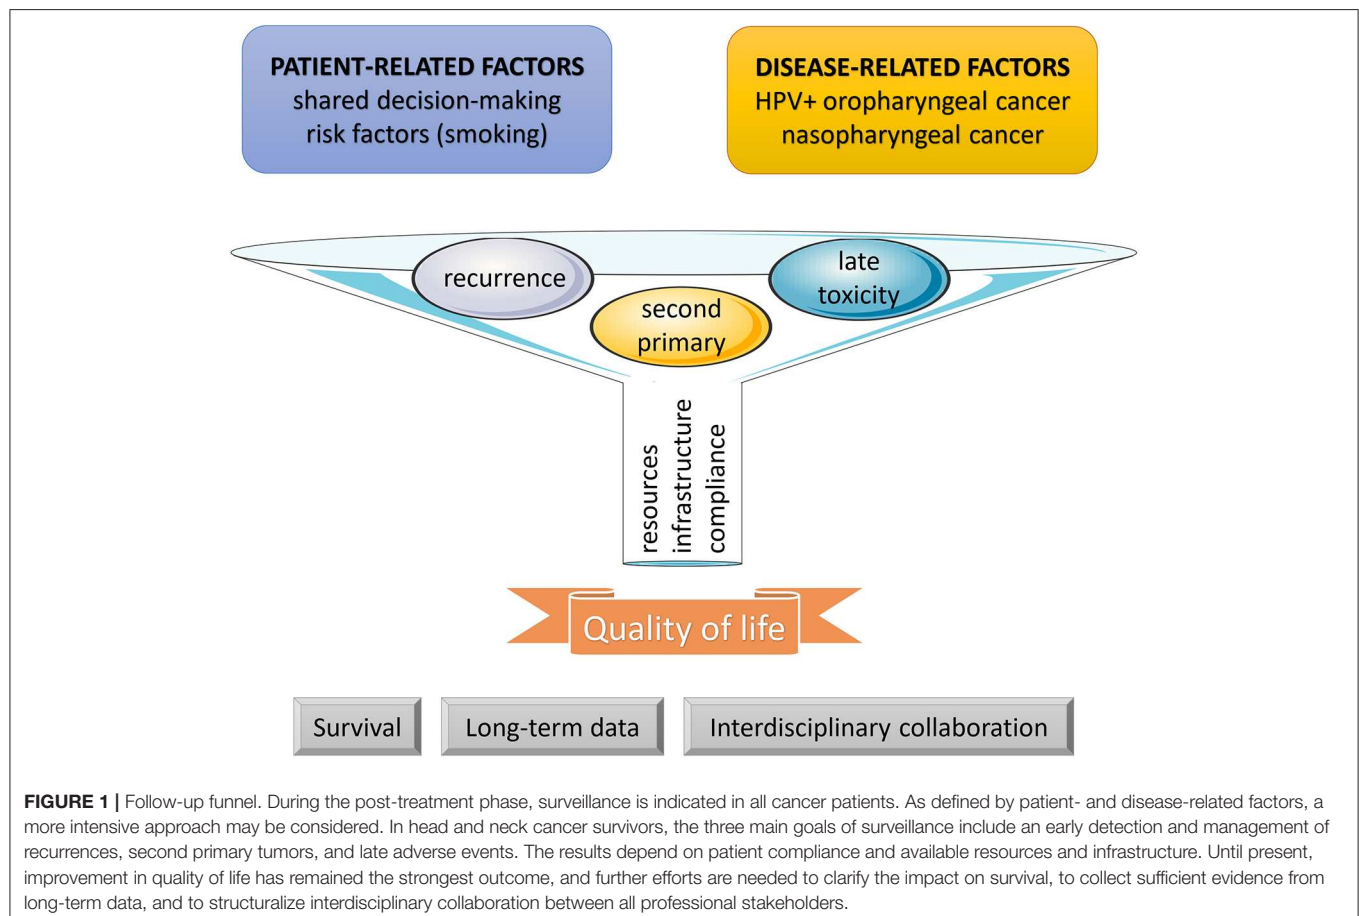 PATIENT-RELATED FACTORS
shared decision-making
risk factors (smoking)
DISEASE-RELATED FACTORS
HPV+ oropharyngeal cancer
nasopharyngeal cancer
recurrence
second
primary
late
toxicity
resources
infrastructure
compliance
Quality of life
Survival
Long-term data
Interdisciplinary collaboration
FIGURE 1 | Follow-up funnel. During the post-treatment phase, surveillance is indicated in all cancer patients. As defined by patient- and disease-related factors, a
more intensive approach may be considered. In head and neck cancer survivors, the three main goals of surveillance include an early detection and management of
recurrences, second primary tumors, and late adverse events. The results depend on patient compliance and available resources and infrastructure. Until present,
improvement in quality of life has remained the strongest outcome, and further efforts are needed to clarify the impact on survival, to collect sufficient evidence from
long-term data, and to structuralize interdisciplinary collaboration between all professional stakeholders.